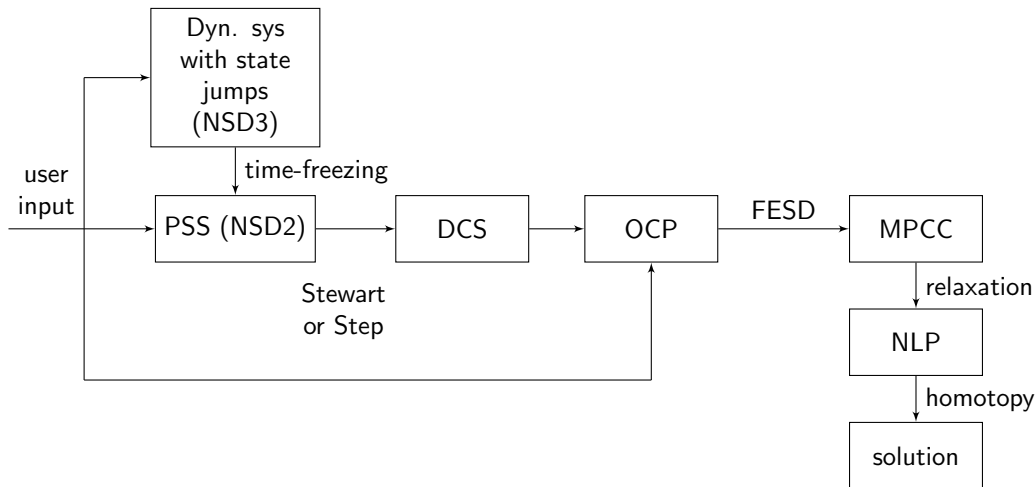 Dyn. sys
with state
jumps
(NSD3)
time-freezing
user
input
PSS (NSD2)
DCS
OCP
FESD
MPCC
Stewart
or Step
relaxation
NLP
homotopy
solution